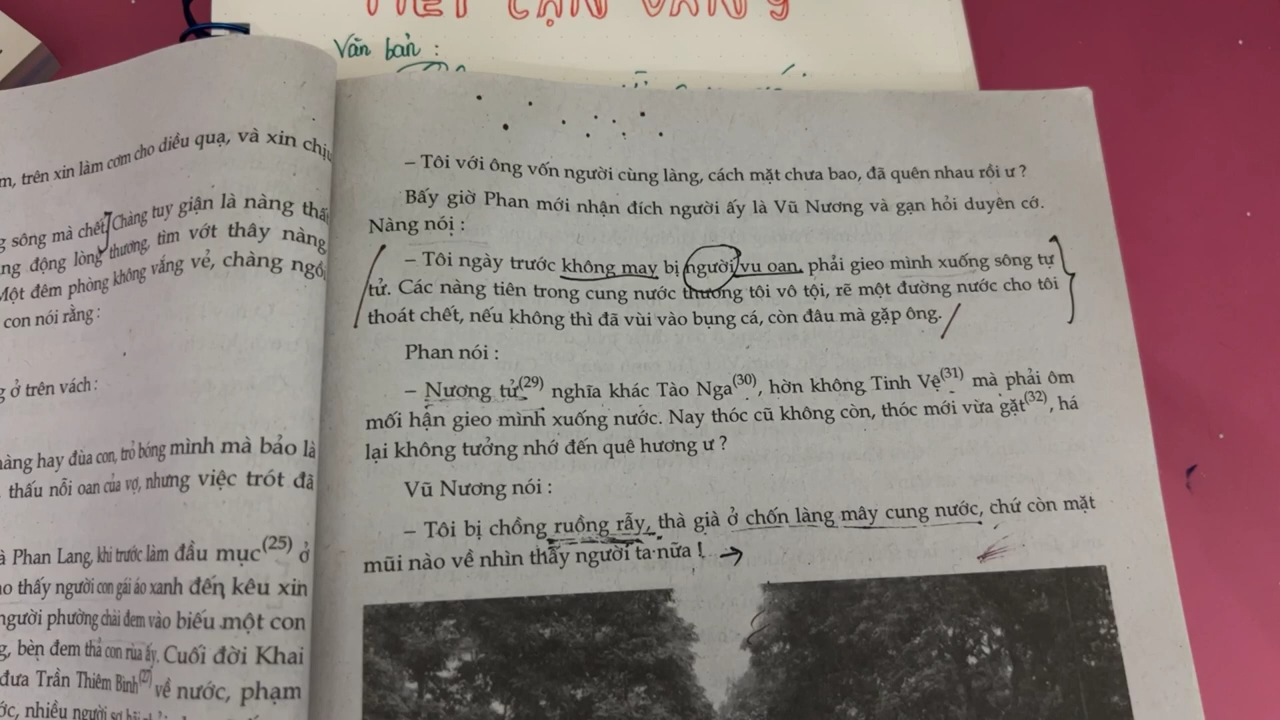 TIẾT CẬN VĂN 9
Văn bản :
m, trên xin làm cơm cho diều quạ, và xin chịu
g sông mà chết. Chàng tuy giận là nàng thấ
ng động lòng thương, tìm vớt thây nàng
Một đêm phòng không vắng vẻ, chàng ngồ
con nói rằng :
g ở trên vách :
nàng hay đùa con, trỏ bóng mình mà bảo là
thấu nỗi oan của vợ, nhưng việc trót đã
à Phan Lang, khi trước làm đầu mục(25) ở
ao thấy người con gái áo xanh đến kêu xin
người phường chài đem vào biếu một con
g, bèn đem thả con rùa ấy. Cuối đời Khai
đưa Trần Thiêm Bình(27) về nước, phạm
ớc, nhiều người sợ hãi
– Tôi với ông vốn người cùng làng, cách mặt chưa bao, đã quên nhau rồi ư ?
Bấy giờ Phan mới nhận đích người ấy là Vũ Nương và gạn hỏi duyên cớ.
Nàng nói :
– Tôi ngày trước không may bị người vu oan, phải gieo mình xuống sông tự
tử. Các nàng tiên trong cung nước thương tôi vô tội, rẽ một đường nước cho tôi
thoát chết, nếu không thì đã vùi vào bụng cá, còn đâu mà gặp ông.
Phan nói :
– Nương tử(29) nghĩa khác Tào Nga(30), hờn không Tinh Vệ(31) mà phải ôm
mối hận gieo mình xuống nước. Nay thóc cũ không còn, thóc mới vừa gặt(32), há
lại không tưởng nhớ đến quê hương ư ?
Vũ Nương nói :
– Tôi bị chồng ruồng rẫy, thà già ở chốn làng mây cung nước, chứ còn mặt
mũi nào về nhìn thấy người ta nữa !